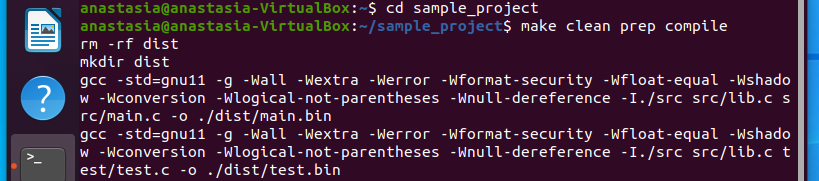 anastasia@anastasia-VirtualBox:~$ cd sample_project
anastasia@anastasia-VirtualBox:~/sample_project$ make clean prep compile
rm -rf dist
mkdir dist
gcc -std=gnu11 -g -Wall -Wextra -Werror -Wformat-security -Wfloat-equal -Wshado
w -Wconversion -Wlogical-not-parentheses -Wnull-dereference -I./src src/lib.c s
rc/main.c -o ./dist/main.bin
gcc -std=gnu11 -g -Wall -Wextra -Werror -Wformat-security -Wfloat-equal -Wshado
w -Wconversion -Wlogical-not-parentheses -Wnull-dereference -I./src src/lib.c t
est/test.c -o ./dist/test.bin